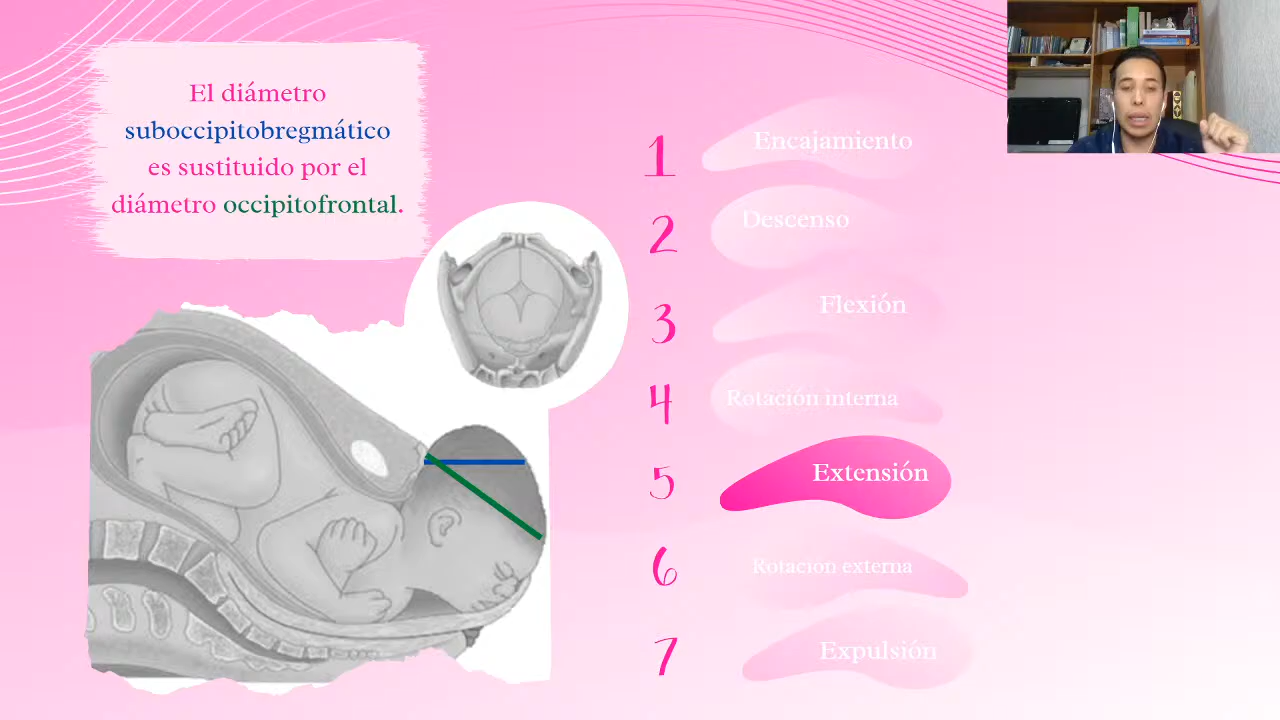 El diámetro
suboccipitobregmático
es sustituido por el
diámetro occipitofrontal.
1 Encajamiento
2 Descenso
3 Flexión
4 Rotación interna
5 Extensión
6 Rotación externa
7 Expulsión